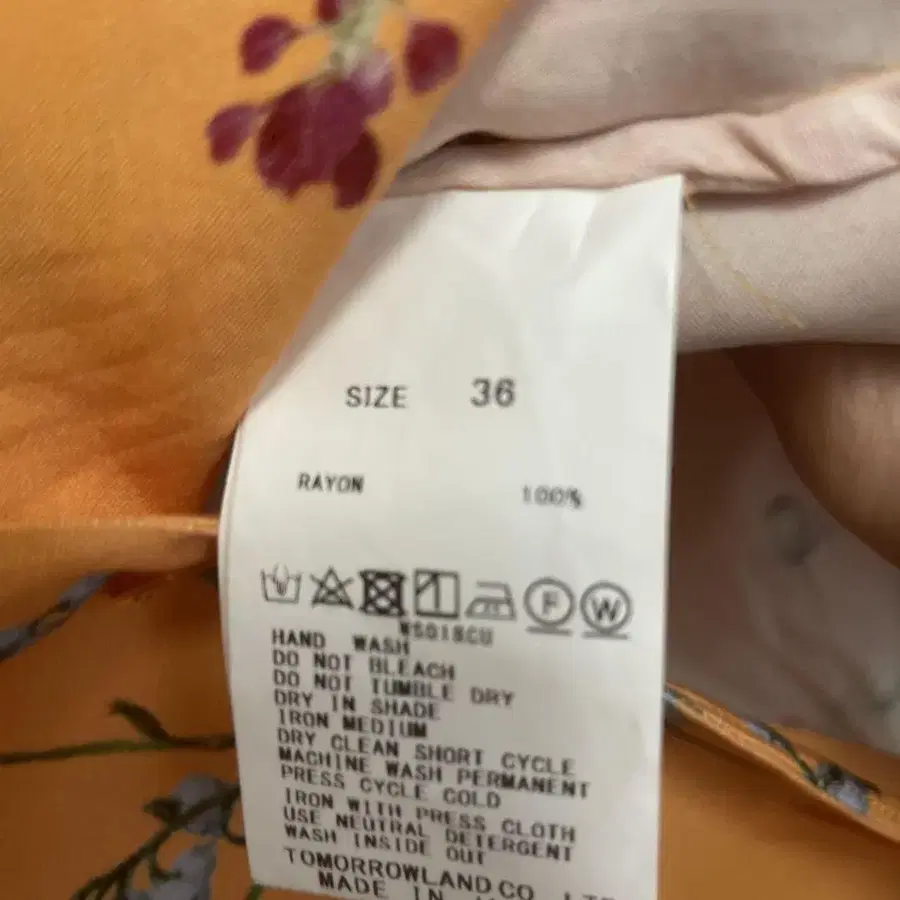 SIZE 36
RAYON 100%
F W
WS018CU
HAND WASH
DO NOT BLEACH
DO NOT TUMBLE DRY
DRY IN SHADE
IRON MEDIUM
DRY CLEAN SHORT CYCLE
MACHINE WASH PERMANENT
PRESS CYCLE COLD
IRON WITH PRESS CLOTH
USE NEUTRAL DETERGENT
WASH INSIDE OUT
TOMORROWLAND CO.
MADE IN